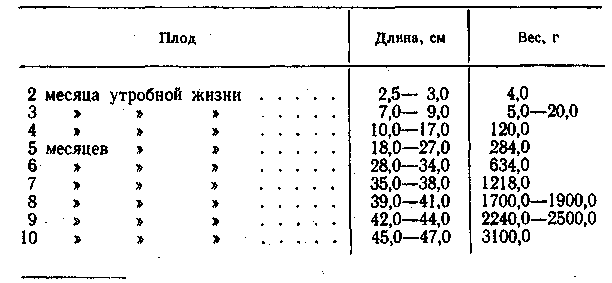 Плод Длина, см Вес, г
2 месяца утробной жизни . . . . . 2,5— 3,0 4,0
3 » » » . . . . . 7,0— 9,0 5,0—20,0
4 » » » . . . . . 10,0—17,0 120,0
5 месяцев » » . . . . . 18,0—27,0 284,0
6 » » » . . . . . 28,0—34,0 634,0
7 » » » . . . . . 35,0—38,0 1218,0
8 » » » . . . . . 39,0—41,0 1700,0—1900,0
9 » » » . . . . . 42,0—44,0 2240,0—2500,0
10 » » » . . . . . 45,0—47,0 3100,0